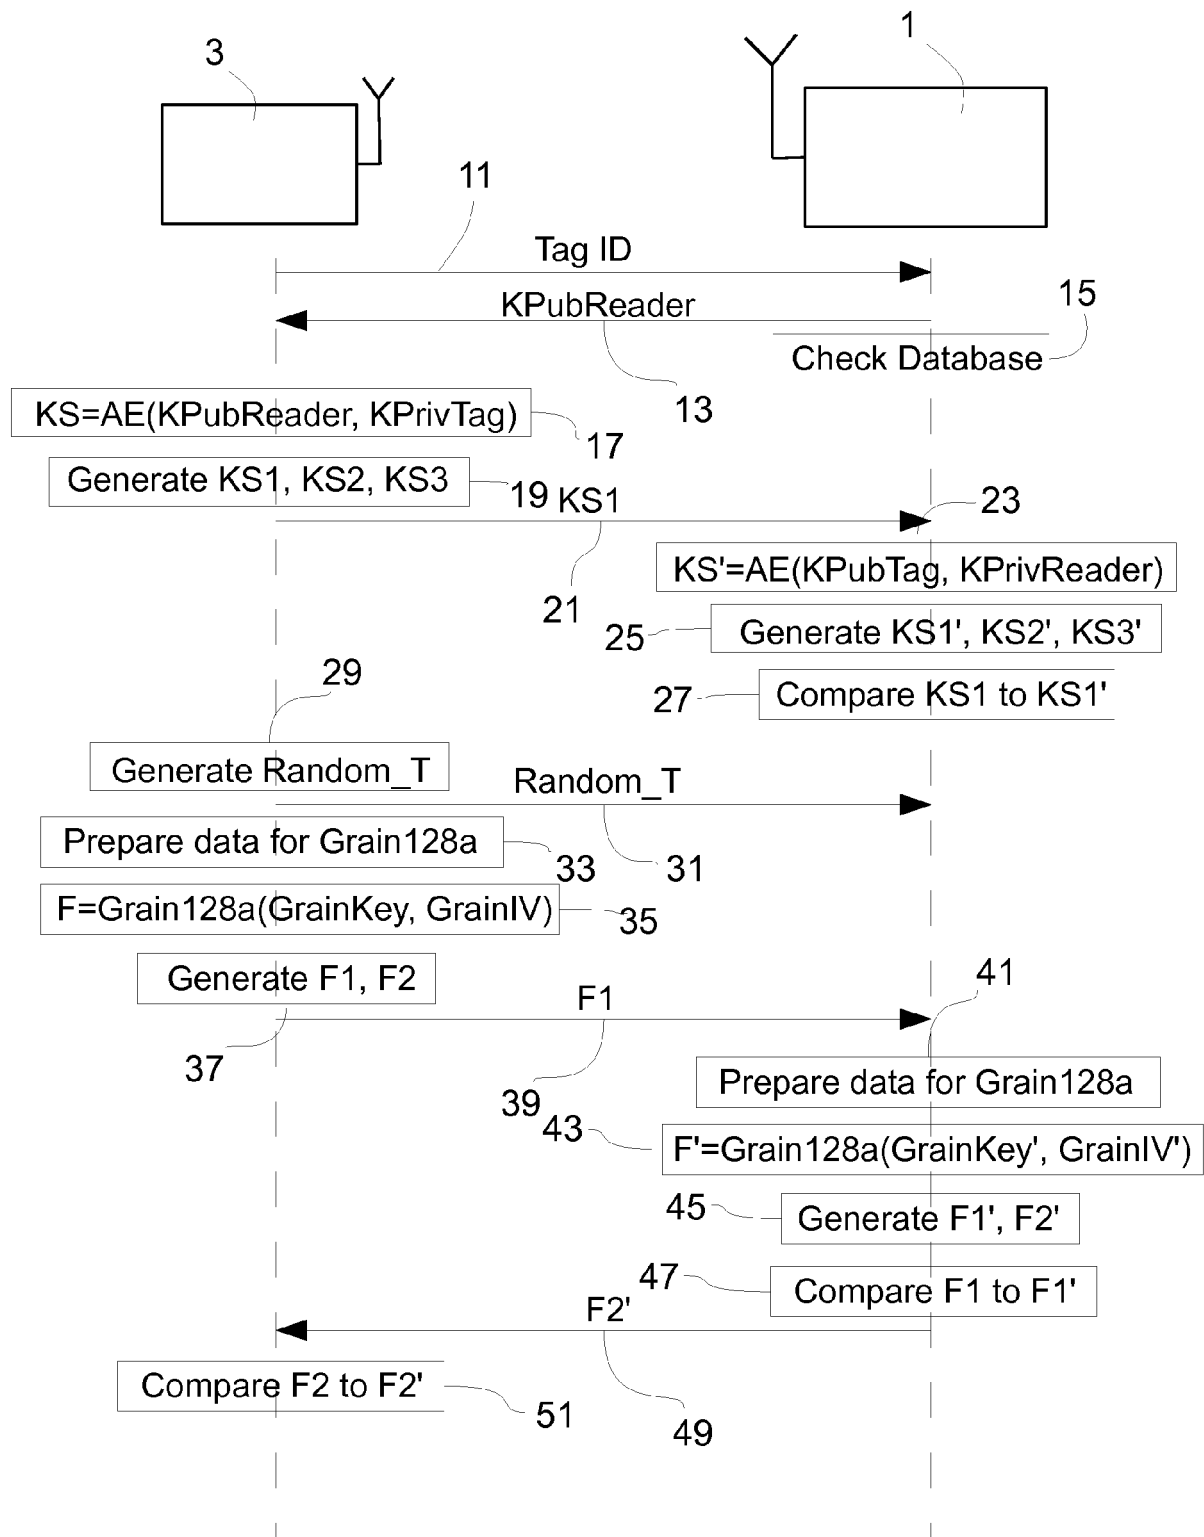 1
3
11
Tag ID
KPubReader
15
Check Database
13
KS=AE(KPubReader, KPrivTag)
17
Generate KS1, KS2, KS3
19
KS1
23
21
KS'=AE(KPubTag, KPrivReader)
25
Generate KS1', KS2', KS3'
27
Compare KS1 to KS1'
29
Generate Random_T
Random_T
31
Prepare data for Grain128a
33
F=Grain128a(GrainKey, GrainIV)
35
Generate F1, F2
37
F1
39
41
Prepare data for Grain128a
43
F'=Grain128a(GrainKey', GrainIV')
45
Generate F1', F2'
47
Compare F1 to F1'
F2'
49
Compare F2 to F2'
51